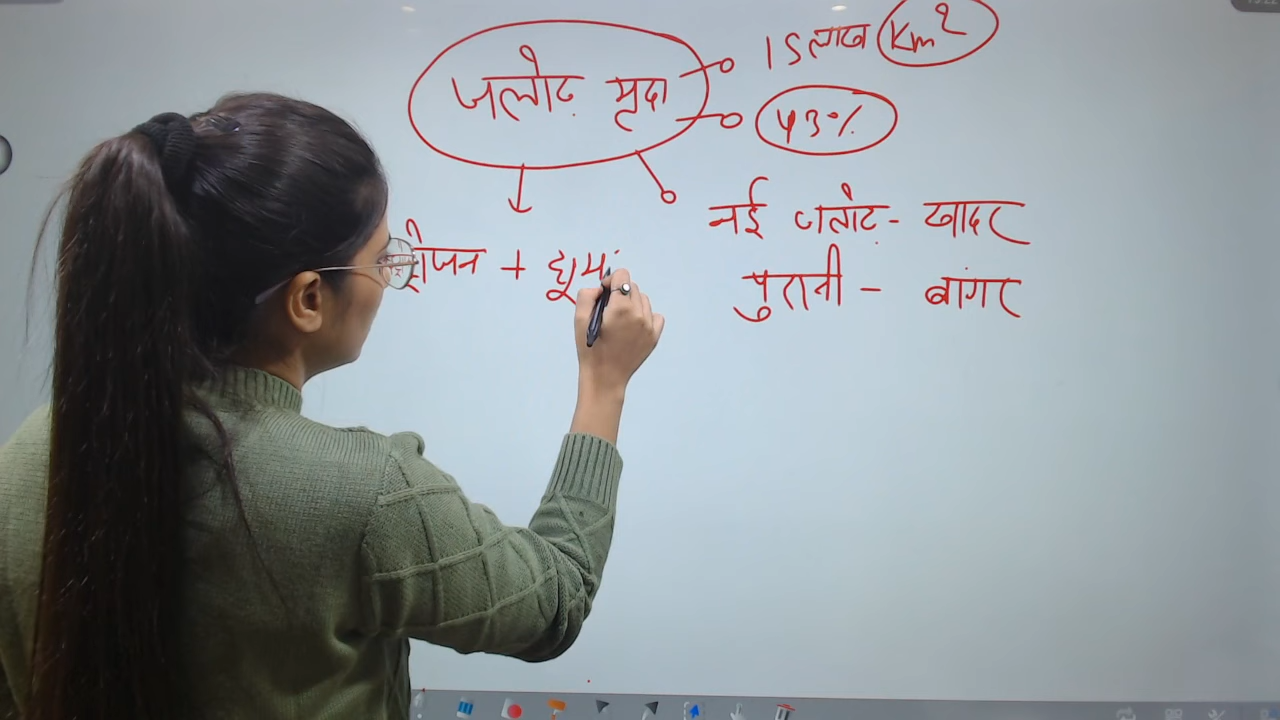 जलोढ़ मृदा
15 लाख Km²
43%
नई जलोढ़ - खादर
पुरानी - बांगर
+ ह्यूम